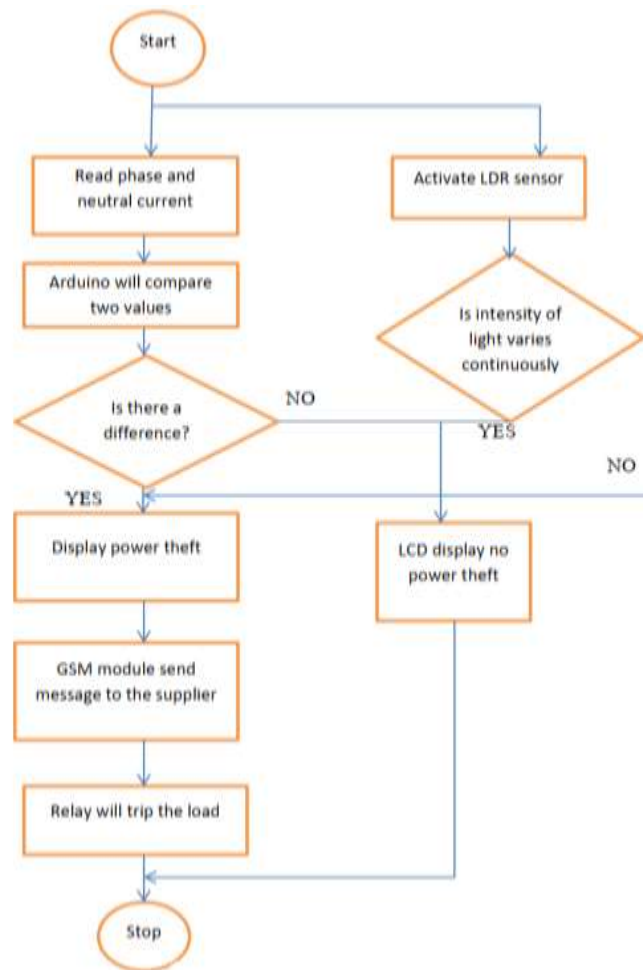 Start
Read phase and
neutral current
Activate LDR sensor
Arduino will compare
two values
Is intensity of
light varies
continuously
Is there a
difference?
NO
YES
NO
YES
Display power theft
LCD display no
power theft
GSM module send
message to the supplier
Relay will trip the load
Stop